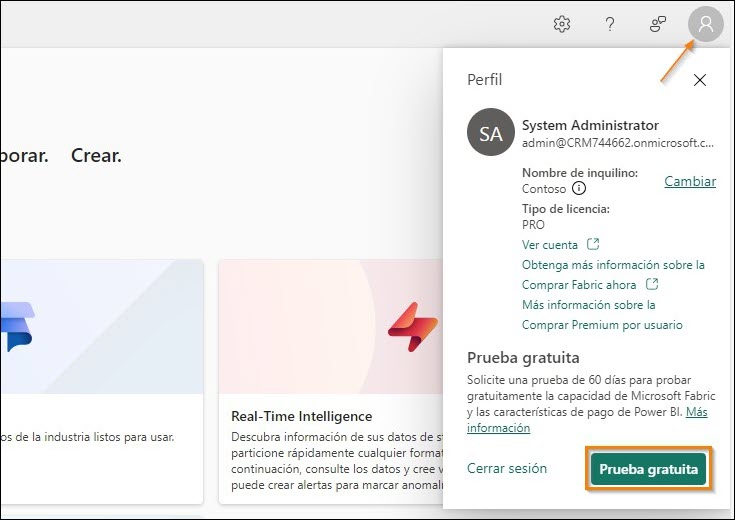 Perfil
SA
System Administrator
admin@CRM744662.onmicrosoft.c...
Nombre de inquilino:
Contoso
Cambiar
Tipo de licencia:
PRO
Ver cuenta
Obtenga más información sobre la
Comprar Fabric ahora
Más información sobre la
Comprar Premium por usuario
Prueba gratuita
Solicite una prueba de 60 días para probar
gratuitamente la capacidad de Microsoft Fabric
y las características de pago de Power BI. Más
información
Cerrar sesión
Prueba gratuita
orar. Crear.
os de la industria listos para usar.
Real-Time Intelligence
Descubra información de sus datos de
particione rápidamente cualquier format
continuación, consulte los datos y cree
puede crear alertas para marcar anomal